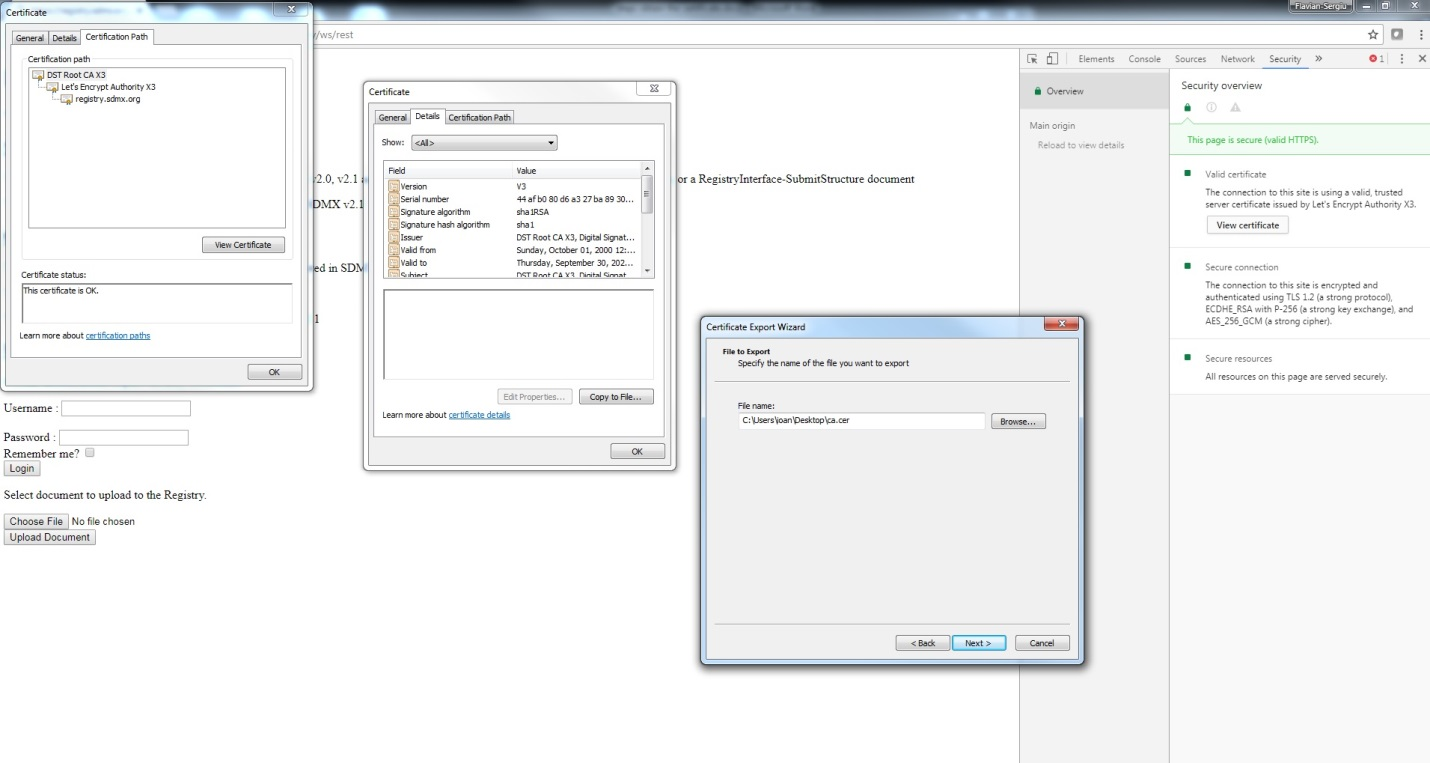 Certificate
General Details Certification Path
Certification path
DST Root CA X3
Let's Encrypt Authority X3
registry.sdmx.org
View Certificate
Certificate status:
This certificate is OK.
Learn more about certification paths
OK
Flavian-Sergiu
/ws/rest
v2.0, v2.1
or a RegistryInterface-SubmitStructure document
DMX v2.1
ed in SDM
1
Username :
Password :
Remember me?
Login
Select document to upload to the Registry.
Choose File No file chosen
Upload Document
Certificate
General Details Certification Path
Show: <All>
Field Value
Version V3
Serial number 44 af b0 80 d6 a3 27 ba 89 30...
Signature algorithm sha1RSA
Signature hash algorithm sha1
Issuer DST Root CA X3, Digital Signat...
Valid from Sunday, October 01, 2000 12:...
Valid to Thursday, September 30, 202...
Subject DST Root CA X3, Digital Signat...
Edit Properties... Copy to File...
Learn more about certificate details
OK
Certificate Export Wizard
File to Export
Specify the name of the file you want to export
File name:
C:\Users\joan\Desktop\ca.cer Browse...
< Back Next > Cancel
Elements Console Sources Network Security » 1
Overview
Main origin
Reload to view details
Security overview
This page is secure (valid HTTPS).
Valid certificate
The connection to this site is using a valid, trusted
server certificate issued by Let's Encrypt Authority X3.
View certificate
Secure connection
The connection to this site is encrypted and
authenticated using TLS 1.2 (a strong protocol),
ECDHE_RSA with P-256 (a strong key exchange), and
AES_256_GCM (a strong cipher).
Secure resources
All resources on this page are served securely.